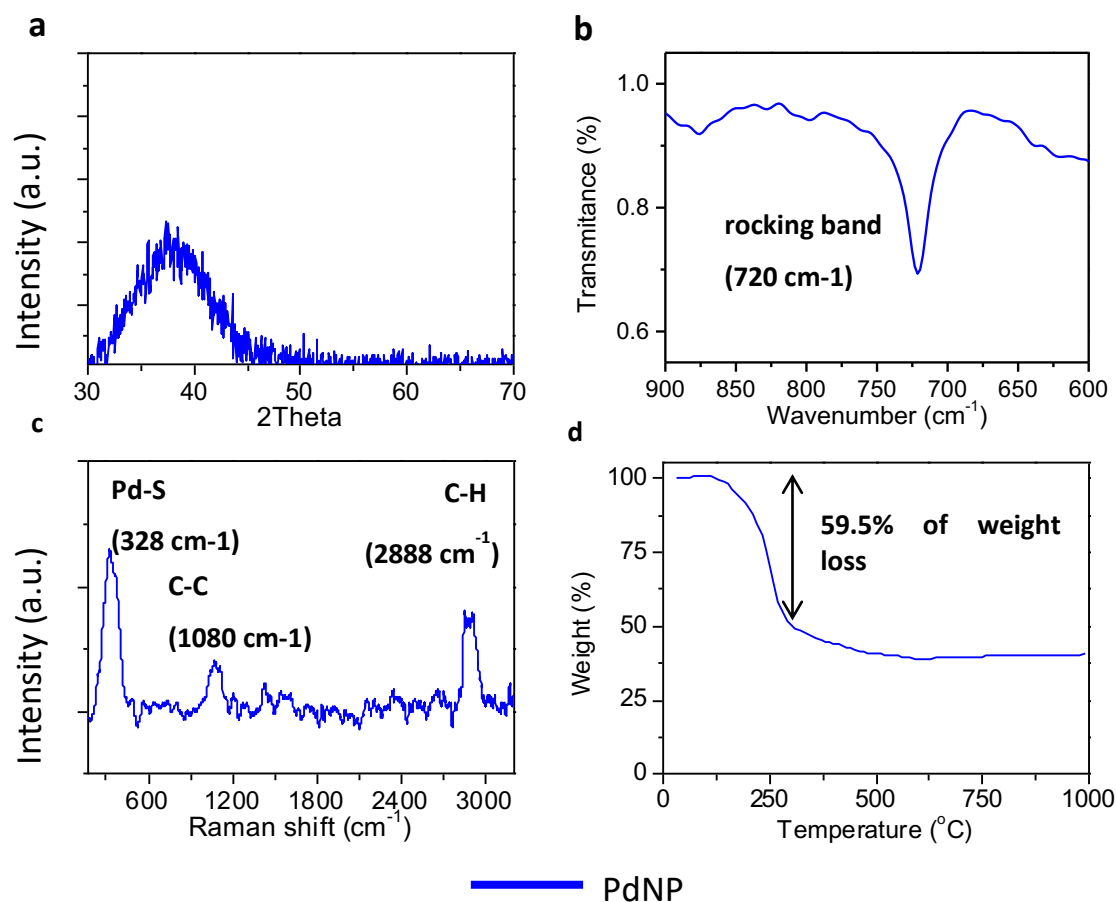 a
Intensity (a.u.)
30 40 50 60 70
2Theta
b
1.0
0.8
0.6
Transmitance (%)
rocking band
(720 cm-1)
900 850 800 750 700 650 600
Wavenumber (cm-1)
c
Intensity (a.u.)
Pd-S
(328 cm-1)
C-C
(1080 cm-1)
C-H
(2888 cm-1)
600 1200 1800 2400 3000
Raman shift (cm-1)
d
100
75
50
25
0
Weight (%)
59.5% of weight
loss
0 250 500 750 1000
Temperature (oC)
PdNP